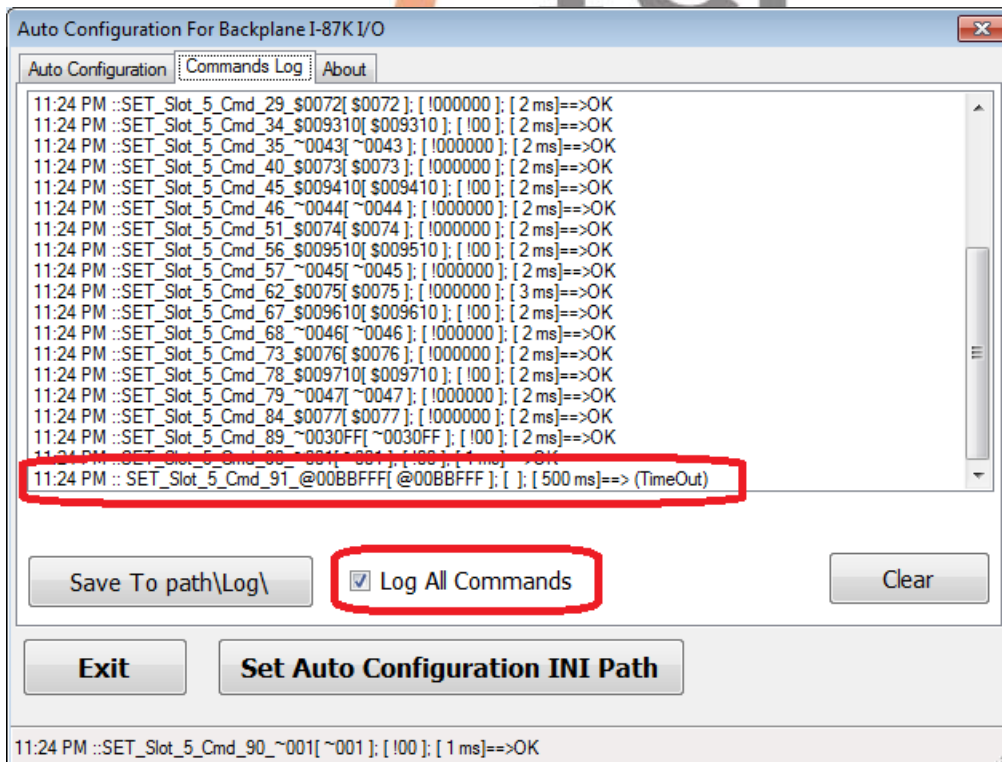 Auto Configuration For Backplane I-87K I/O
Auto Configuration Commands Log About
11:24 PM ::SET_Slot_5_Cmd_29_$0072[ $0072 ]; [ !000000 ]; [ 2 ms]==>OK
11:24 PM ::SET_Slot_5_Cmd_34_$009310[ $009310 ]; [ !00 ]; [ 2 ms]==>OK
11:24 PM ::SET_Slot_5_Cmd_35_~0043[ ~0043 ]; [ !000000 ]; [ 2 ms]==>OK
11:24 PM ::SET_Slot_5_Cmd_40_$0073[ $0073 ]; [ !000000 ]; [ 2 ms]==>OK
11:24 PM ::SET_Slot_5_Cmd_45_$009410[ $009410 ]; [ !00 ]; [ 2 ms]==>OK
11:24 PM ::SET_Slot_5_Cmd_46_~0044[ ~0044 ]; [ !000000 ]; [ 2 ms]==>OK
11:24 PM ::SET_Slot_5_Cmd_51_$0074[ $0074 ]; [ !000000 ]; [ 2 ms]==>OK
11:24 PM ::SET_Slot_5_Cmd_56_$009510[ $009510 ]; [ !00 ]; [ 2 ms]==>OK
11:24 PM ::SET_Slot_5_Cmd_57_~0045[ ~0045 ]; [ !000000 ]; [ 2 ms]==>OK
11:24 PM ::SET_Slot_5_Cmd_62_$0075[ $0075 ]; [ !000000 ]; [ 3 ms]==>OK
11:24 PM ::SET_Slot_5_Cmd_67_$009610[ $009610 ]; [ !00 ]; [ 2 ms]==>OK
11:24 PM ::SET_Slot_5_Cmd_68_~0046[ ~0046 ]; [ !000000 ]; [ 2 ms]==>OK
11:24 PM ::SET_Slot_5_Cmd_73_$0076[ $0076 ]; [ !000000 ]; [ 2 ms]==>OK
11:24 PM ::SET_Slot_5_Cmd_78_$009710[ $009710 ]; [ !00 ]; [ 2 ms]==>OK
11:24 PM ::SET_Slot_5_Cmd_79_~0047[ ~0047 ]; [ !000000 ]; [ 2 ms]==>OK
11:24 PM ::SET_Slot_5_Cmd_84_$0077[ $0077 ]; [ !000000 ]; [ 2 ms]==>OK
11:24 PM ::SET_Slot_5_Cmd_89_~0030FF[ ~0030FF ]; [ !00 ]; [ 2 ms]==>OK
11:24 PM :: SET_Slot_5_Cmd_91_@00BBFFF[ @00BBFFF ]; [  ]; [ 500 ms]==> (TimeOut)
Save To path\Log\ Log All Commands Clear
Exit Set Auto Configuration INI Path
11:24 PM ::SET_Slot_5_Cmd_90_~001[ ~001 ]; [ !00 ]; [ 1 ms]==>OK